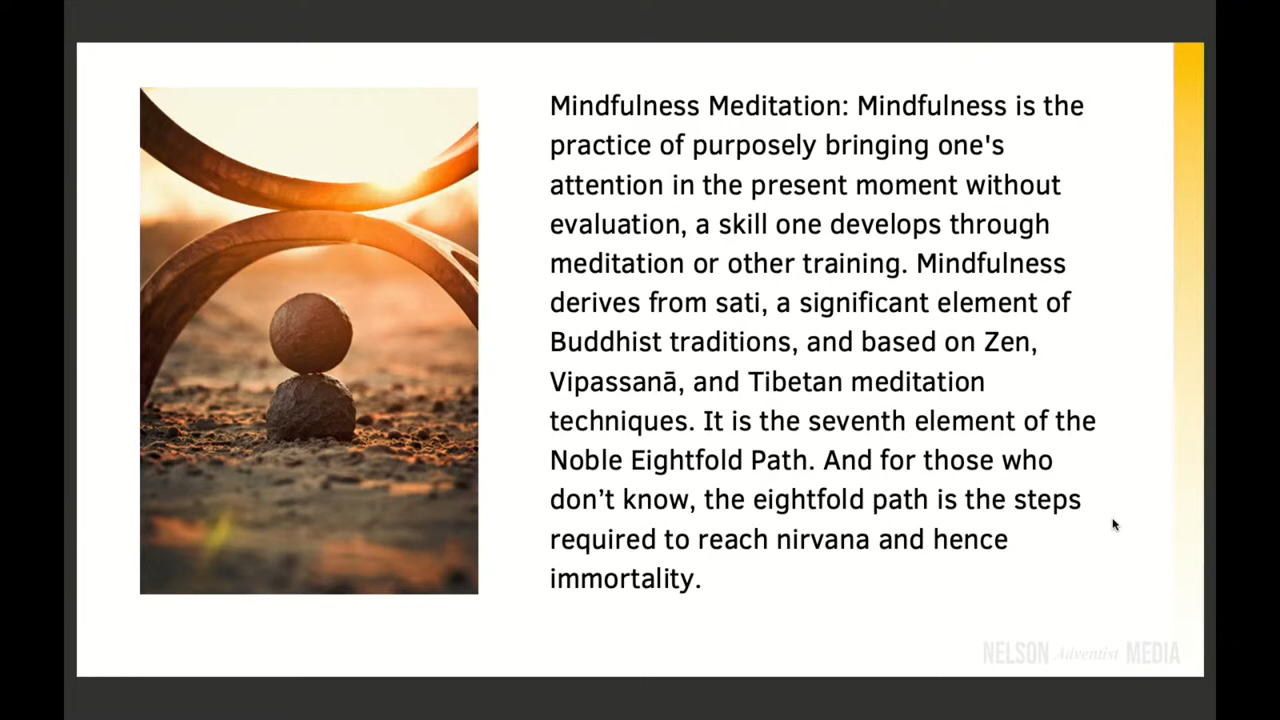 Mindfulness Meditation: Mindfulness is the
practice of purposely bringing one's
attention in the present moment without
evaluation, a skill one develops through
meditation or other training. Mindfulness
derives from sati, a significant element of
Buddhist traditions, and based on Zen,
Vipassanā, and Tibetan meditation
techniques. It is the seventh element of the
Noble Eightfold Path. And for those who
don’t know, the eightfold path is the steps
required to reach nirvana and hence
immortality.
NELSON Adventist MEDIA